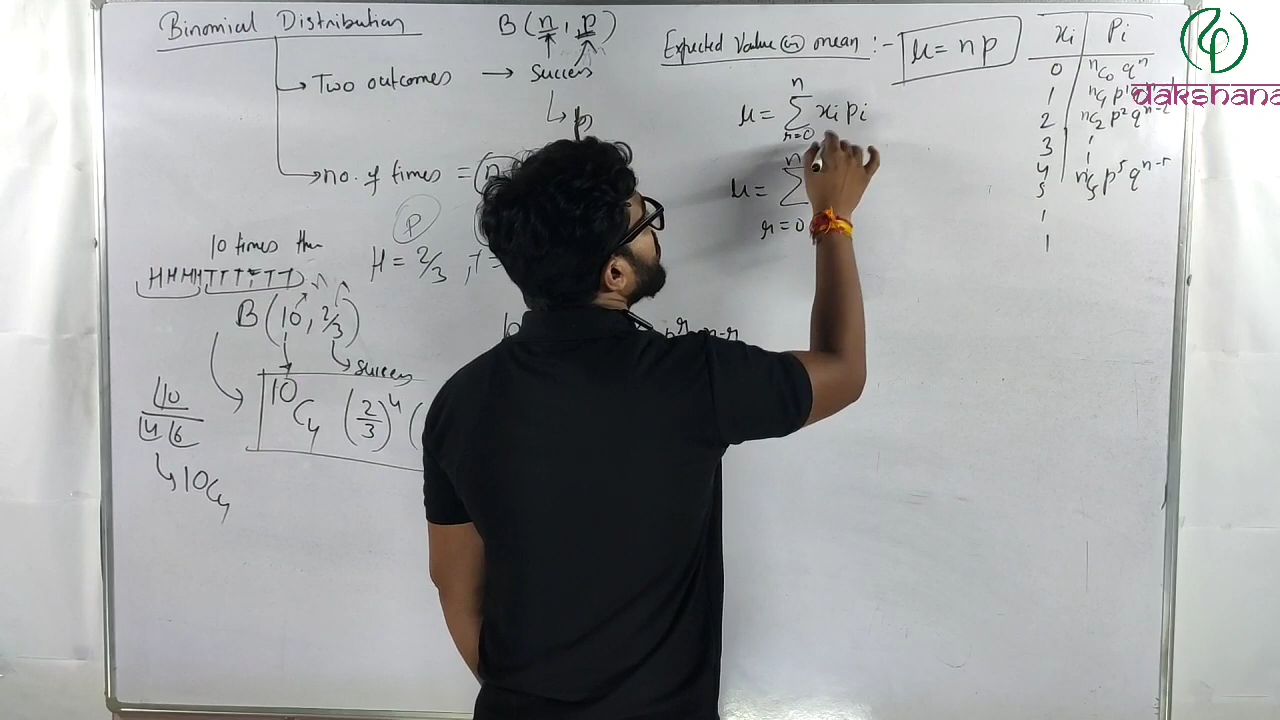 Binomial Distribution
B(n, p)
→ Two outcomes → Success
→ p
→ no. of times = (n
10 times then
HHHHTTTTTT
P
H = 2/3, T =
B(10, 2/3)
→ success
10C4 (2/3)^4 (
10
4 6
↳ 10C4
p^r q^n-r
Expected Value (or) mean :- μ = np
μ = Σ xi pi
n
r=0
μ = Σ
n
r=0
xi Pi
0 nC0 q^n
1 nC1 p^1 q
2 nC2 p^2 q^n-2
3 ı
4 ı
5 nC5 p^5 q^n-r
ı
ı
dakshana